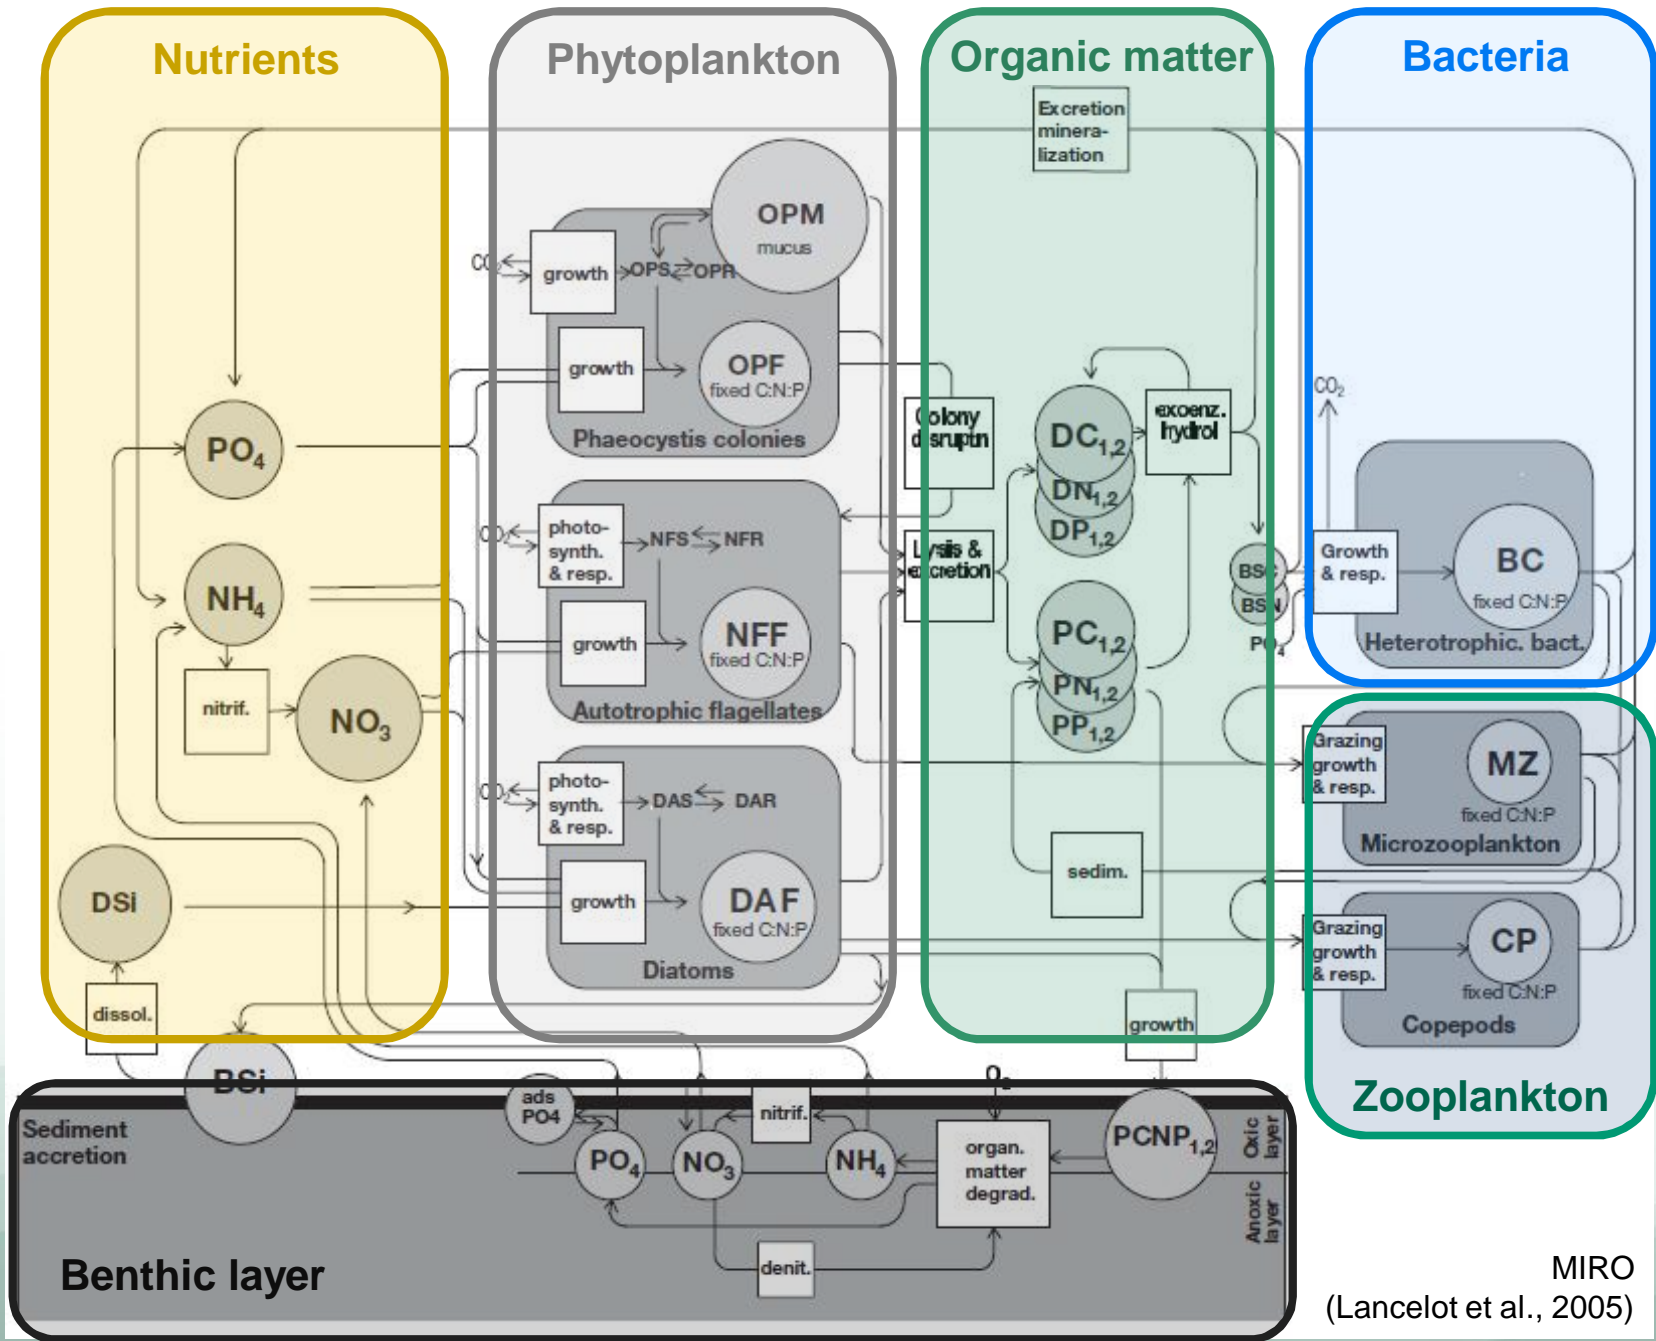 Nutrients
Phytoplankton
Organic matter
Bacteria
Excretion
minera-
lization
OPM
mucus
CO2
growth
OPS
OPR
growth
OPF
fixed C:N:P
Phaeocystis colonies
PO4
NH4
nitrif.
NO3
DSi
dissol.
BSi
CO2
photo-
synth.
& resp.
NFS
NFR
growth
NFF
fixed C:N:P
Autotrophic flagellates
CO2
photo-
synth.
& resp.
DAS
DAR
growth
DAF
fixed C:N:P
Diatoms
Colony
disruptn
Lysis &
excretion
DC1,2
DN1,2
DP1,2
exoenz.
hydrol
PC1,2
PN1,2
PP1,2
sedim.
growth
BSC
BSN
PO4
CO2
Growth
& resp.
BC
fixed C:N:P
Heterotrophic. bact.
Grazing
growth
& resp.
MZ
fixed C:N:P
Microzooplankton
Grazing
growth
& resp.
CP
fixed C:N:P
Copepods
Zooplankton
Sediment
accretion
ads
PO4
PO4
NO3
nitrif.
NH4
O2
organ.
matter
degrad.
PCNP1,2
Oxic
layer
Anoxic
layer
denit.
Benthic layer
MIRO
(Lancelot et al., 2005)